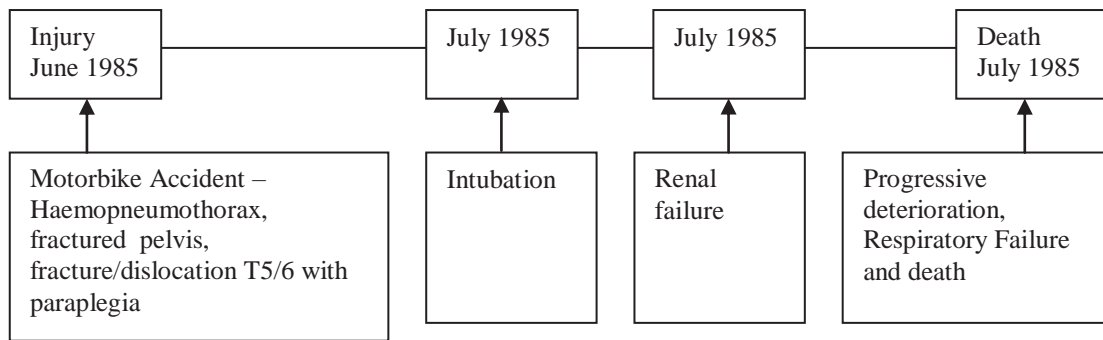 Injury
June 1985
July 1985
July 1985
Death
July 1985
Motorbike Accident –
Haemopneumothorax,
fractured pelvis,
fracture/dislocation T5/6 with
paraplegia
Intubation
Renal
failure
Progressive
deterioration,
Respiratory Failure
and death